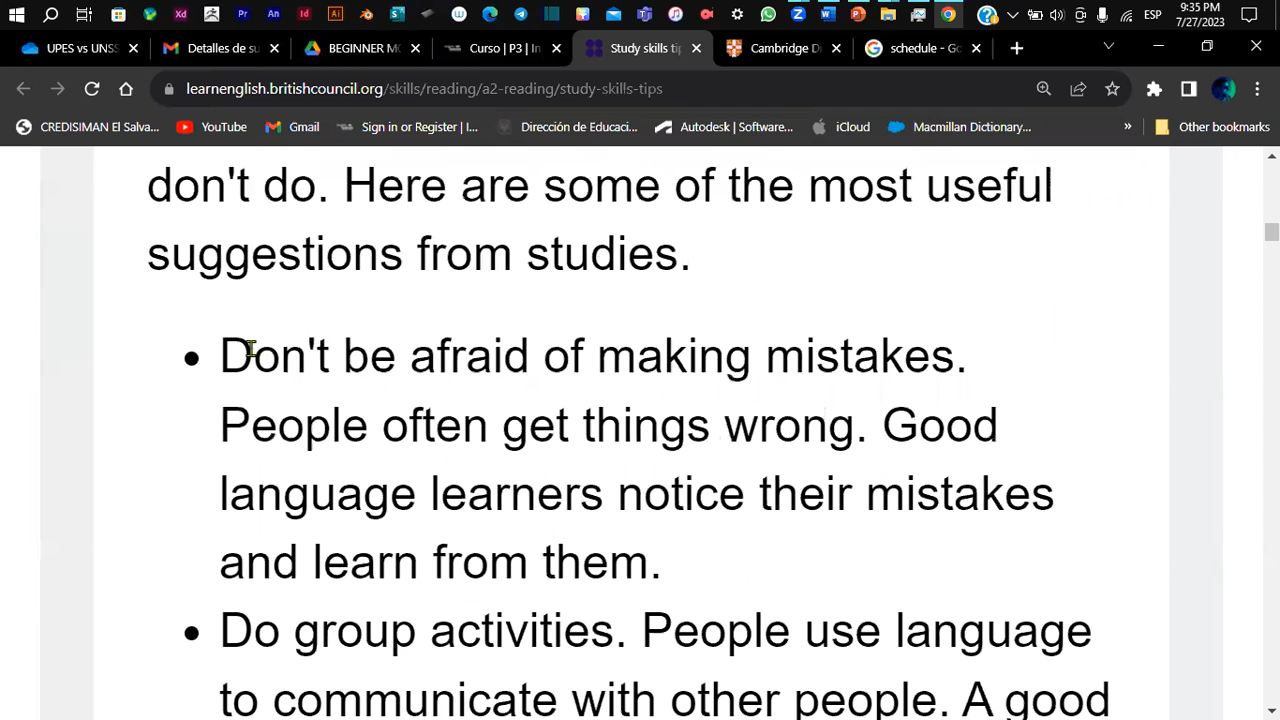 ESP
9:35 PM
7/27/2023
UPES vs UNSS
Detalles de su
BEGINNER MO
Curso | P3 | In
Study skills tip
Cambridge Di
schedule - Go
learnenglish.britishcouncil.org/skills/reading/a2-reading/study-skills-tips
CREDISIMAN El Salva...
YouTube
Gmail
Sign in or Register | I...
Dirección de Educaci...
Autodesk | Software...
iCloud
Macmillan Dictionary...
»
Other bookmarks
don't do. Here are some of the most useful
suggestions from studies.
• Don't be afraid of making mistakes.
People often get things wrong. Good
language learners notice their mistakes
and learn from them.
• Do group activities. People use language
to communicate with other people. A good